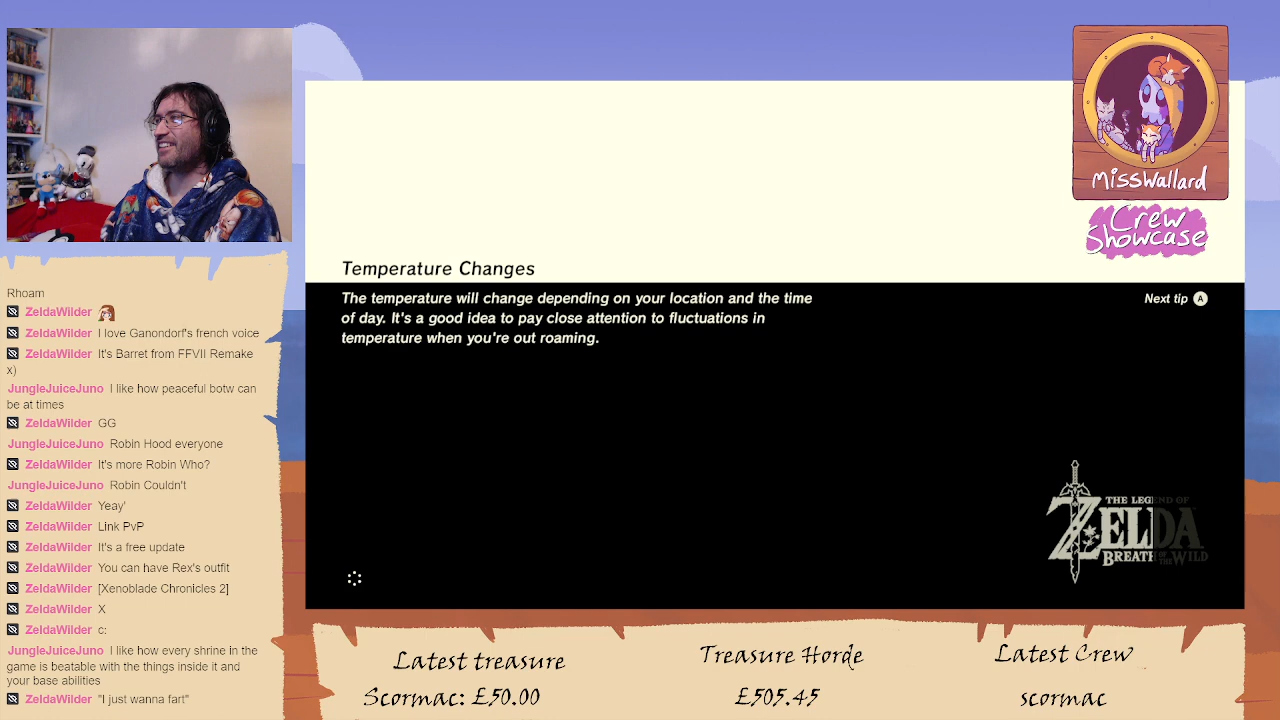 MissWallard
Crew
Showcase
Temperature Changes
The temperature will change depending on your location and the time
of day. It's a good idea to pay close attention to fluctuations in
temperature when you're out roaming.
Next tip A
THE LEGEND OF
ZELDA
BREATH OF THE WILD
Rhoam
ZeldaWilder
ZeldaWilder I love Ganondorf's french voice
ZeldaWilder It's Barret from FFVII Remake
x)
JungleJuiceJuno I like how peaceful botw can
be at times
ZeldaWilder GG
JungleJuiceJuno Robin Hood everyone
ZeldaWilder It's more Robin Who?
JungleJuiceJuno Robin Couldn't
ZeldaWilder Yeay'
ZeldaWilder Link PvP
ZeldaWilder It's a free update
ZeldaWilder You can have Rex's outfit
ZeldaWilder [Xenoblade Chronicles 2]
ZeldaWilder X
ZeldaWilder c:
JungleJuiceJuno I like how every shrine in the
game is beatable with the things inside it and
your base abilities
ZeldaWilder "I just wanna fart"
Latest treasure
Scormac: £50.00
Treasure Horde
£505.45
Latest Crew
scormac